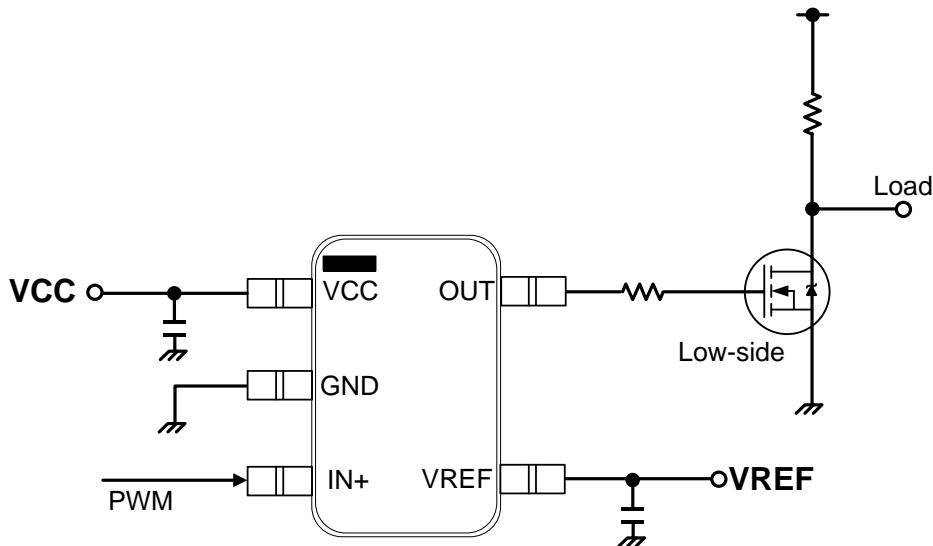 Load
VCC
VCC
OUT
Low-side
GND
IN+
VREF
VREF
PWM